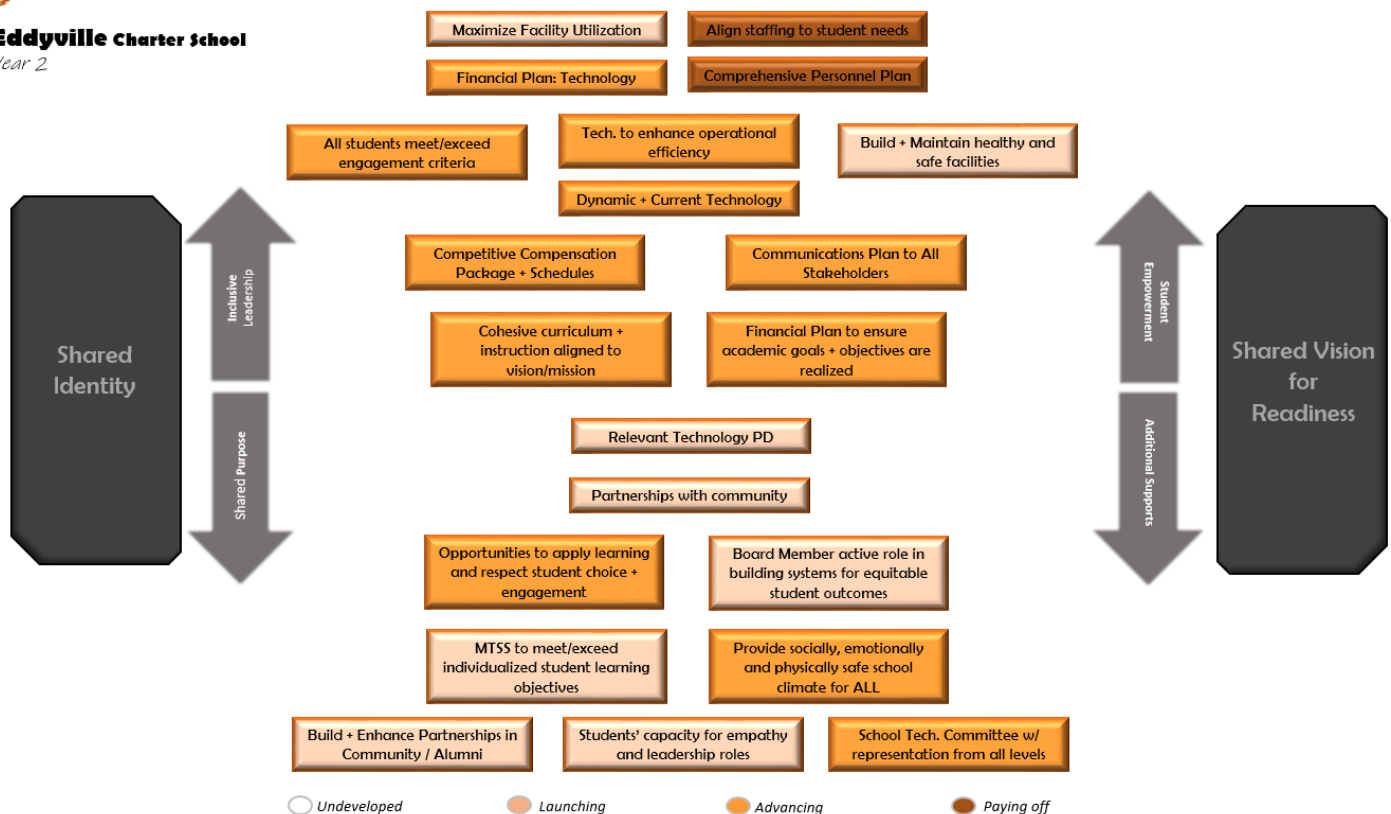 Eddyville Charter School
Year 2
Maximize Facility Utilization
Align staffing to student needs
Financial Plan: Technology
Comprehensive Personnel Plan
All students meet/exceed
engagement criteria
Tech. to enhance operational
efficiency
Build + Maintain healthy and
safe facilities
Dynamic + Current Technology
Competitive Compensation
Package + Schedules
Communications Plan to All
Stakeholders
Inclusive
Leadership
Student
Empowerment
Shared
Identity
Cohesive curriculum +
instruction aligned to
vision/mission
Financial Plan to ensure
academic goals + objectives are
realized
Shared Vision
for
Readiness
Shared Purpose
Additional Supports
Relevant Technology PD
Partnerships with community
Opportunities to apply learning
and respect student choice +
engagement
Board Member active role in
building systems for equitable
student outcomes
MTSS to meet/exceed
individualized student learning
objectives
Provide socially, emotionally
and physically safe school
climate for ALL
Build + Enhance Partnerships in
Community / Alumni
Students' capacity for empathy
and leadership roles
School Tech. Committee w/
representation from all levels
Undeveloped
Launching
Advancing
Paying off